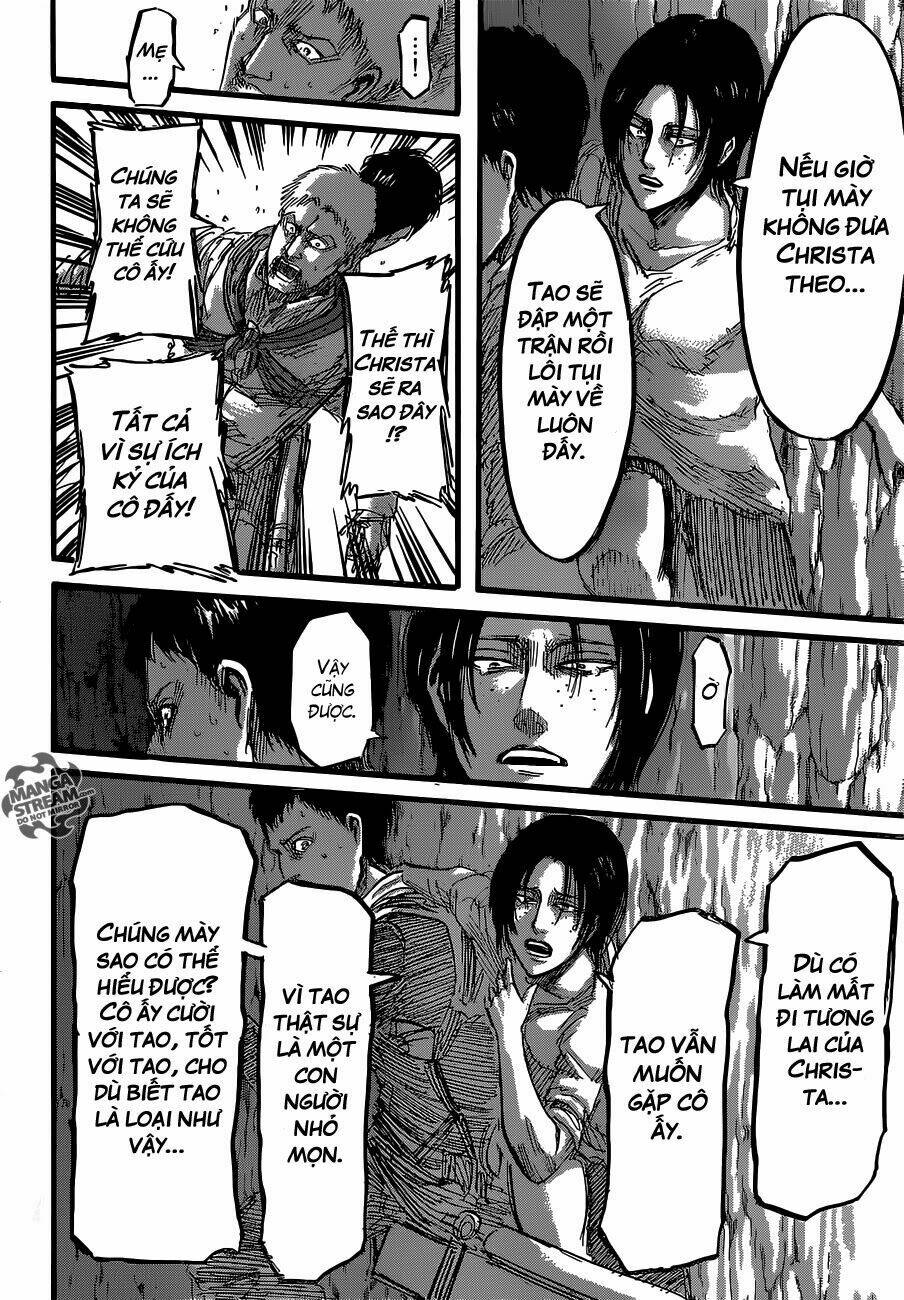 NẾU GIỜ
TỤI MÀY
KHÔNG ĐƯA
CHRISTA
THEO...
TAO SẼ
ĐẬP MỘT
TRẬN RỒI
LÔI TỤI
MÀY VỀ
LUÔN ĐẤY.
...!
MẸ
...
THẾ THÌ
CHRISTA
SẼ RA
SAO ĐÂY
!?
CHÚNG
TA SẼ
KHÔNG
THỂ CỨU
CÔ ẤY!
TẤT CẢ
VÌ SỰ ÍCH
KỶ CỦA
CÔ ĐẤY!
Ờ
VẬY
CŨNG
ĐƯỢC.
DÙ CÓ
LÀM MẤT
ĐI TƯƠNG
LAI CỦA
CHRIS-
TA...
TAO VẪN
MUỐN
GẶP CÔ
ẤY.
VÌ TAO
THẬT SỰ
LÀ MỘT
CON
NGƯỜI
NHỎ
MỌN.
CHÚNG MÀY
SAO CÓ THỂ
HIỂU ĐƯỢC?
CÔ ẤY CƯỜI
VỚI TAO, TỐT
VỚI TAO, CHO
DÙ BIẾT TAO
LÀ LOẠI NHƯ
VẬY...
MANGA
STREAM.com
DO NOT MIRROR